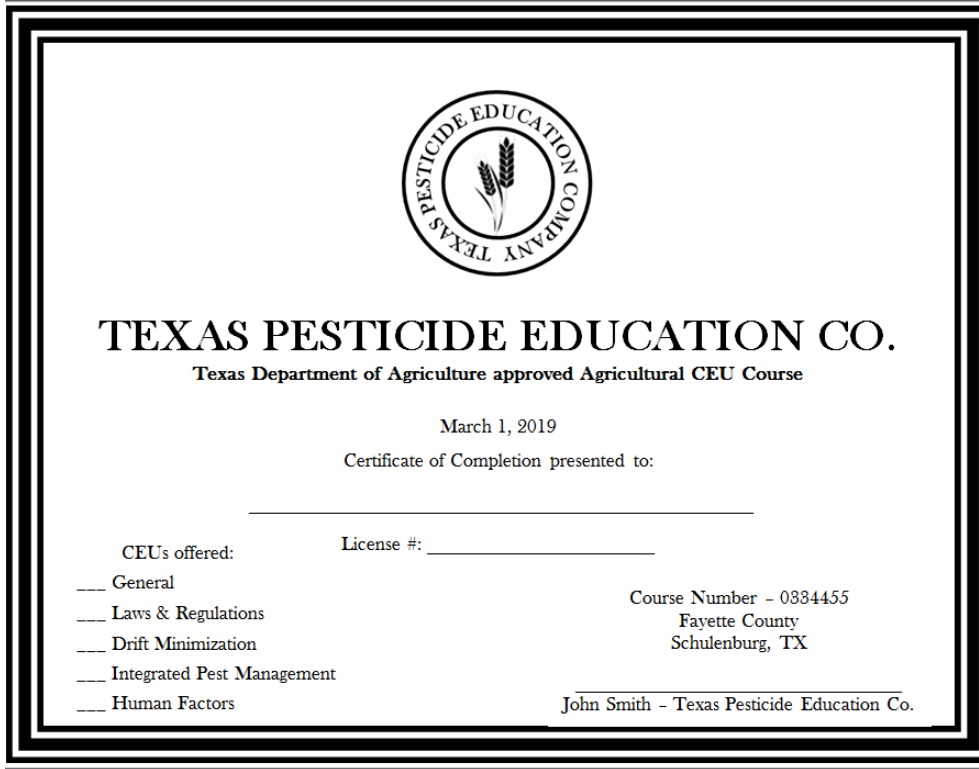 TEXAS PESTICIDE EDUCATION COMPANY
TEXAS PESTICIDE EDUCATION CO.
Texas Department of Agriculture approved Agricultural CEU Course
March 1, 2019
Certificate of Completion presented to:
License #: ____________________
CEUs offered:
___ General
___ Laws & Regulations
___ Drift Minimization
___ Integrated Pest Management
___ Human Factors
Course Number - 0334455
Fayette County
Schulenburg, TX
John Smith - Texas Pesticide Education Co.